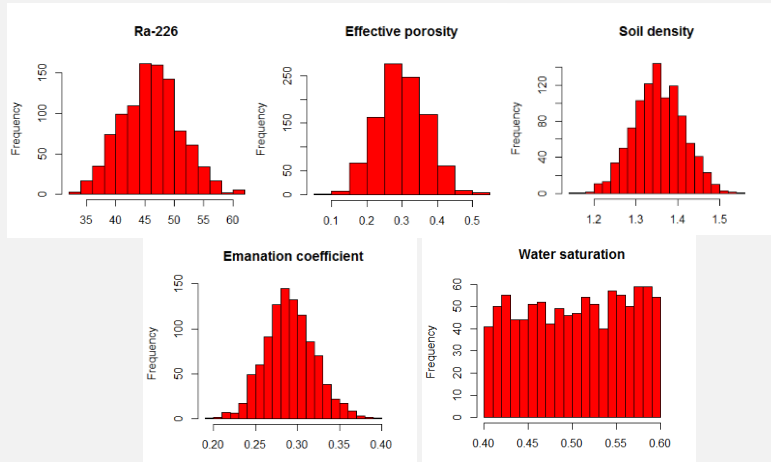 Ra-226
Frequency
0
50
100
150
35 40 45 50 55 60
Effective porosity
Frequency
0
50
150
250
0.1 0.2 0.3 0.4 0.5
Soil density
Frequency
0
40
80
120
1.2 1.3 1.4 1.5
Emanation coefficient
Frequency
0
50
100
150
0.20 0.25 0.30 0.35 0.40
Water saturation
Frequency
0
10
20
30
40
50
60
0.40 0.45 0.50 0.55 0.60